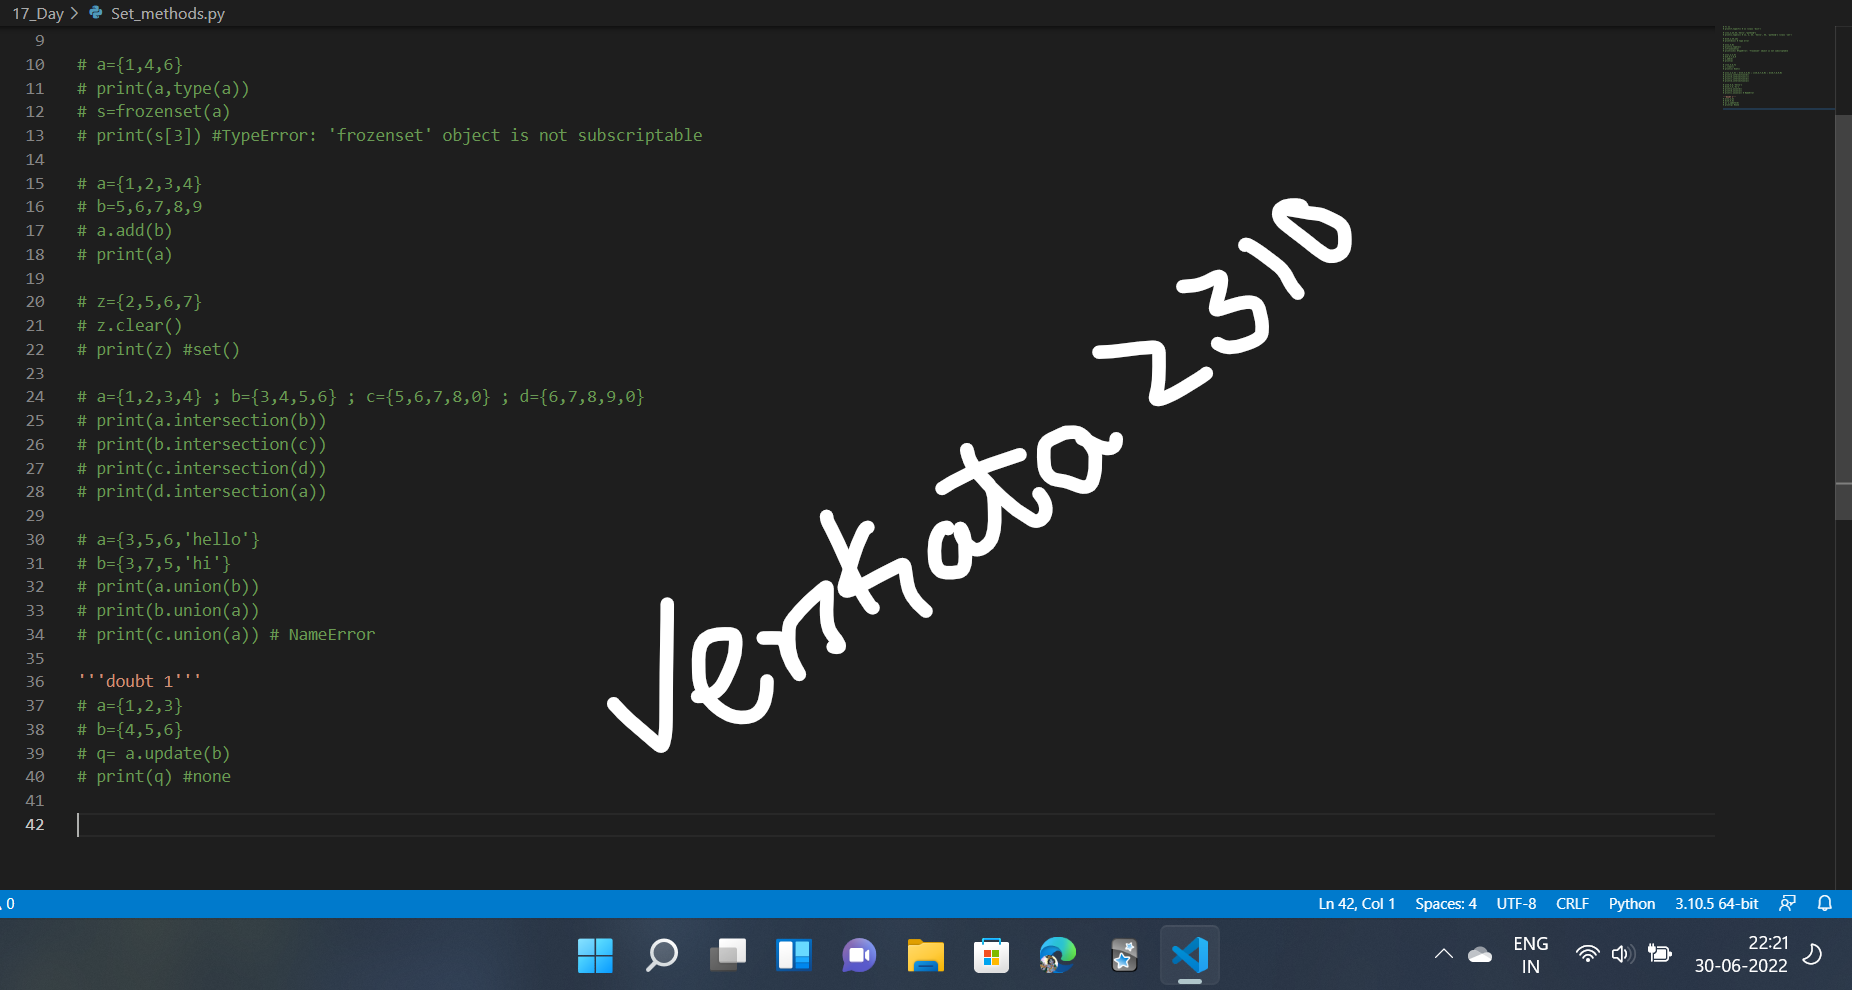 17_Day > Set_methods.py
9
10 # a={1,4,6}
11 # print(a,type(a))
12 # s=frozenset(a)
13 # print(s[3]) #TypeError: 'frozenset' object is not subscriptable
14
15 # a={1,2,3,4}
16 # b=5,6,7,8,9
17 # a.add(b)
18 # print(a)
19
20 # z={2,5,6,7}
21 # z.clear()
22 # print(z) #set()
23
24 # a={1,2,3,4} ; b={3,4,5,6} ; c={5,6,7,8,0} ; d={6,7,8,9,0}
25 # print(a.intersection(b))
26 # print(b.intersection(c))
27 # print(c.intersection(d))
28 # print(d.intersection(a))
29
30 # a={3,5,6,'hello'}
31 # b={3,7,5,'hi'}
32 # print(a.union(b))
33 # print(b.union(a))
34 # print(c.union(a)) # NameError
35
36 '''doubt 1'''
37 # a={1,2,3}
38 # b={4,5,6}
39 # q= a.update(b)
40 # print(q) #none
41
42
Venkata 2310
0 Ln 42, Col 1 Spaces: 4 UTF-8 CRLF Python 3.10.5 64-bit
ENG 22:21
IN 30-06-2022